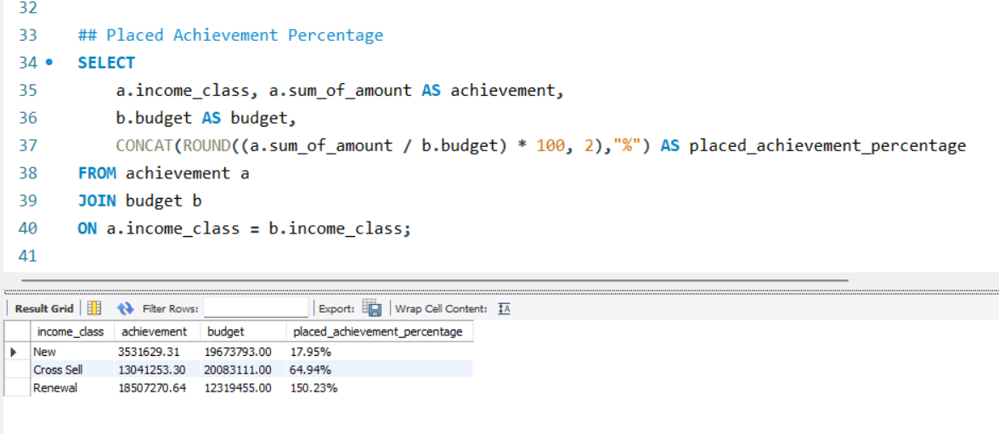 32
33 ## Placed Achievement Percentage
34 SELECT
35 a.income_class, a.sum_of_amount AS achievement,
36 b.budget AS budget,
37 CONCAT(ROUND((a.sum_of_amount / b.budget) * 100, 2),"%") AS placed_achievement_percentage
38 FROM achievement a
39 JOIN budget b
40 ON a.income_class = b.income_class;
41
Result Grid Filter Rows: Export: Wrap Cell Content: IA
income_class achievement budget placed_achievement_percentage
New 3531629.31 19673793.00 17.95%
Cross Sell 13041253.30 20083111.00 64.94%
Renewal 18507270.64 12319455.00 150.23%